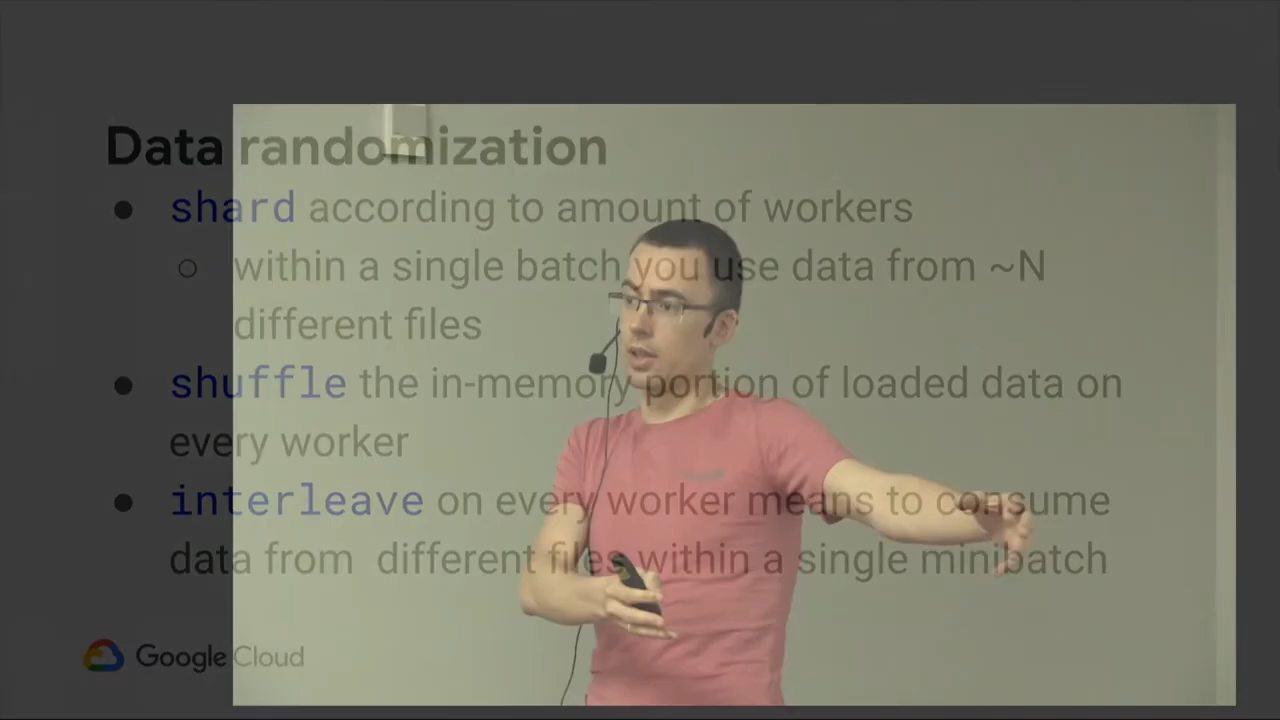 Data randomization
● shard according to amount of workers
○ within a single batch you use data from ~N
different files
● shuffle the in-memory portion of loaded data on
every worker
● interleave on every worker means to consume
data from different files within a single minibatch
Google Cloud